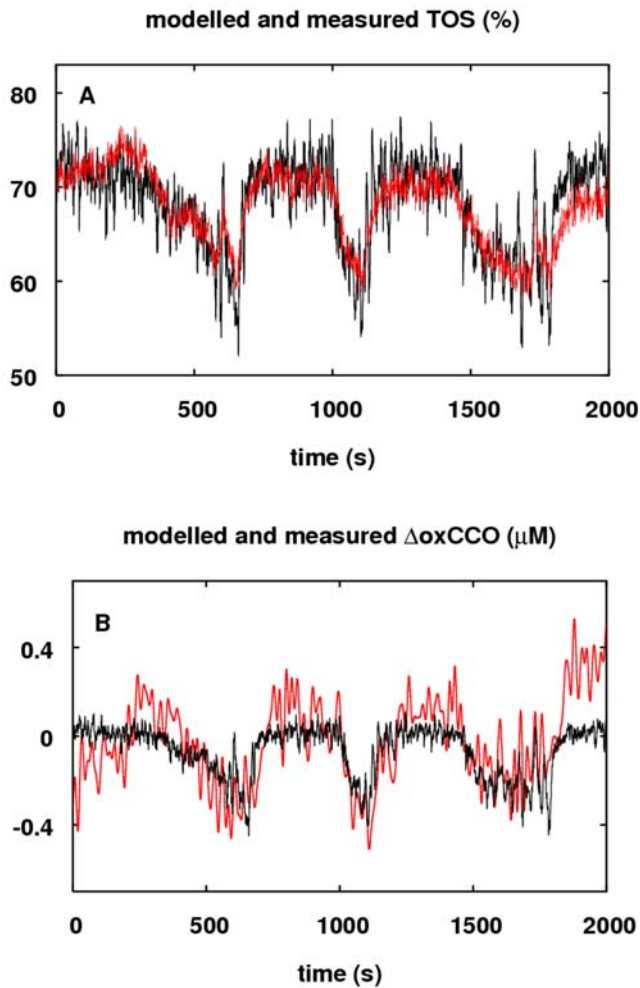 modelled and measured TOS (%)
A
80
70
60
50
0 500 1000 1500 2000
time (s)
modelled and measured ΔoxCCO (μM)
B
0.4
0
-0.4
0 500 1000 1500 2000
time (s)